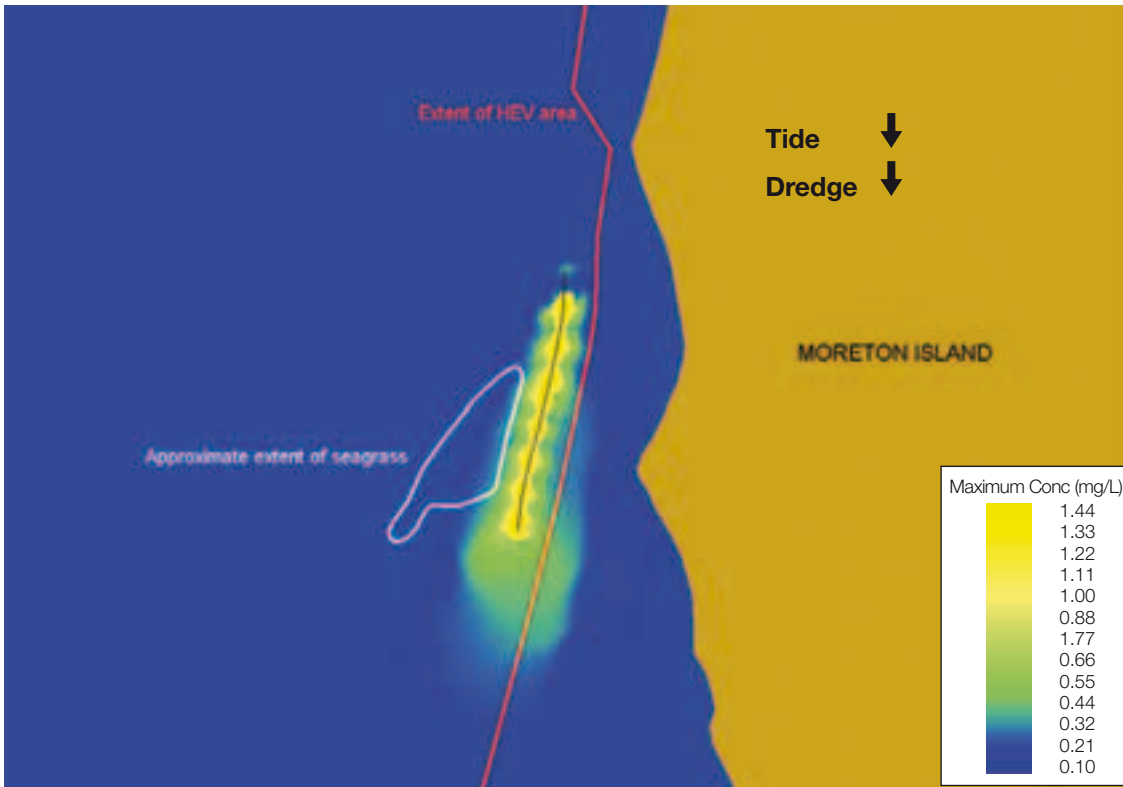 Extent of HEV area
Tide
Dredge
MORETON ISLAND
Approximate extent of seagrass
Maximum Conc (mg/L)
1.44
1.33
1.22
1.11
1.00
0.88
1.77
0.66
0.55
0.44
0.32
0.21
0.10